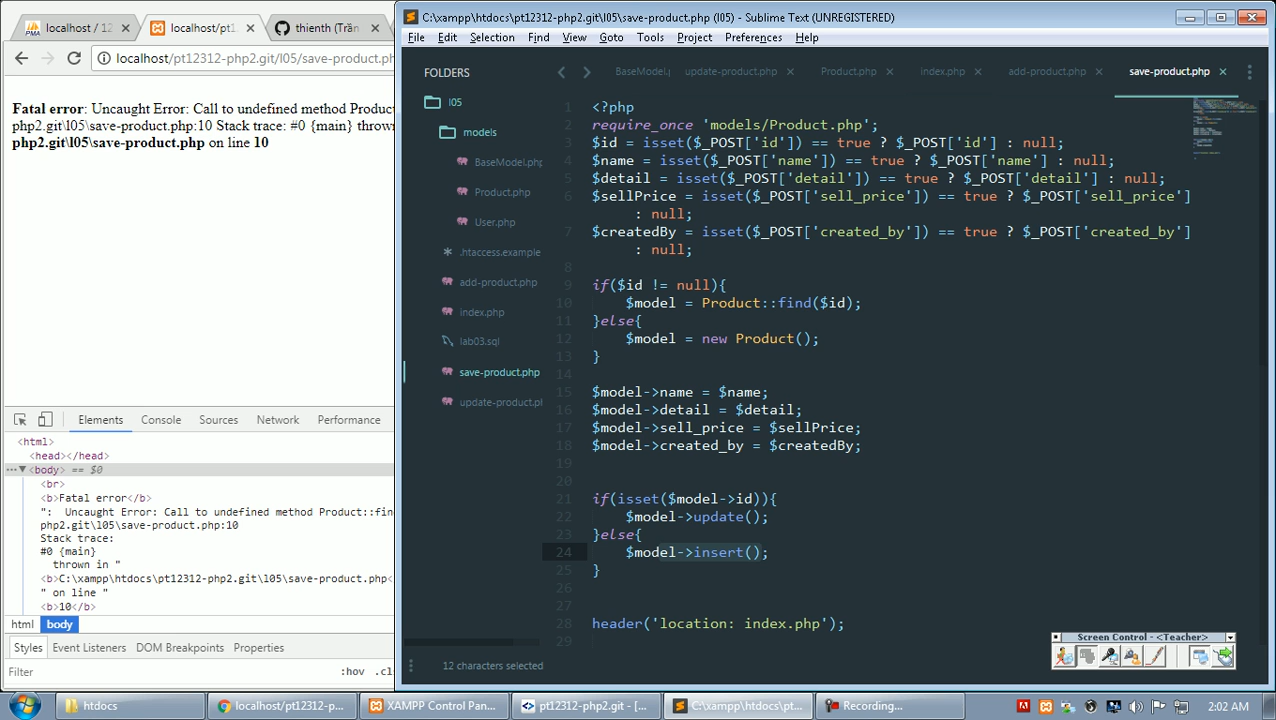 localhost / 12
localhost/pt1
thienth (Trần
localhost/pt12312-php2.git/l05/save-product.ph
Fatal error: Uncaught Error: Call to undefined method Product
php2.git\l05\save-product.php:10 Stack trace: #0 {main} thrown
php2.git\l05\save-product.php on line 10
Elements
Console
Sources
Network
Performance
<html>
<head></head>
<body> == $0
<br>
<b>Fatal error</b>
":  Uncaught Error: Call to undefined method Product::fin
php2.git\l05\save-product.php:10
Stack trace:
#0 {main}
thrown in "
<b>C:\xampp\htdocs\pt12312-php2.git\l05\save-product.php<
" on line "
<b>10</b>
html
body
Styles
Event Listeners
DOM Breakpoints
Properties
Filter
:hov
.cl
C:\xampp\htdocs\pt12312-php2.git\l05\save-product.php (l05) - Sublime Text (UNREGISTERED)
File Edit Selection Find View Goto Tools Project Preferences Help
FOLDERS
l05
models
BaseModel.php
Product.php
User.php
.htaccess.example
add-product.php
index.php
lab03.sql
save-product.php
update-product.pl
BaseModel.p
update-product.php
Product.php
index.php
add-product.php
save-product.php
1 <?php
2 require_once 'models/Product.php';
3 $id = isset($_POST['id']) == true ? $_POST['id'] : null;
4 $name = isset($_POST['name']) == true ? $_POST['name'] : null;
5 $detail = isset($_POST['detail']) == true ? $_POST['detail'] : null;
6 $sellPrice = isset($_POST['sell_price']) == true ? $_POST['sell_price']
: null;
7 $createdBy = isset($_POST['created_by']) == true ? $_POST['created_by']
: null;
8
9 if($id != null){
10 $model = Product::find($id);
11 }else{
12 $model = new Product();
13 }
14
15 $model->name = $name;
16 $model->detail = $detail;
17 $model->sell_price = $sellPrice;
18 $model->created_by = $createdBy;
19
20
21 if(isset($model->id)){
22 $model->update();
23 }else{
24 $model->insert();
25 }
26
27
28 header('location: index.php');
29
12 characters selected
Screen Control - <Teacher>
htdocs
localhost/pt12312-p...
XAMPP Control Pan...
pt12312-php2.git - [...
C:\xampp\htdocs\pt...
Recording...
2:02 AM